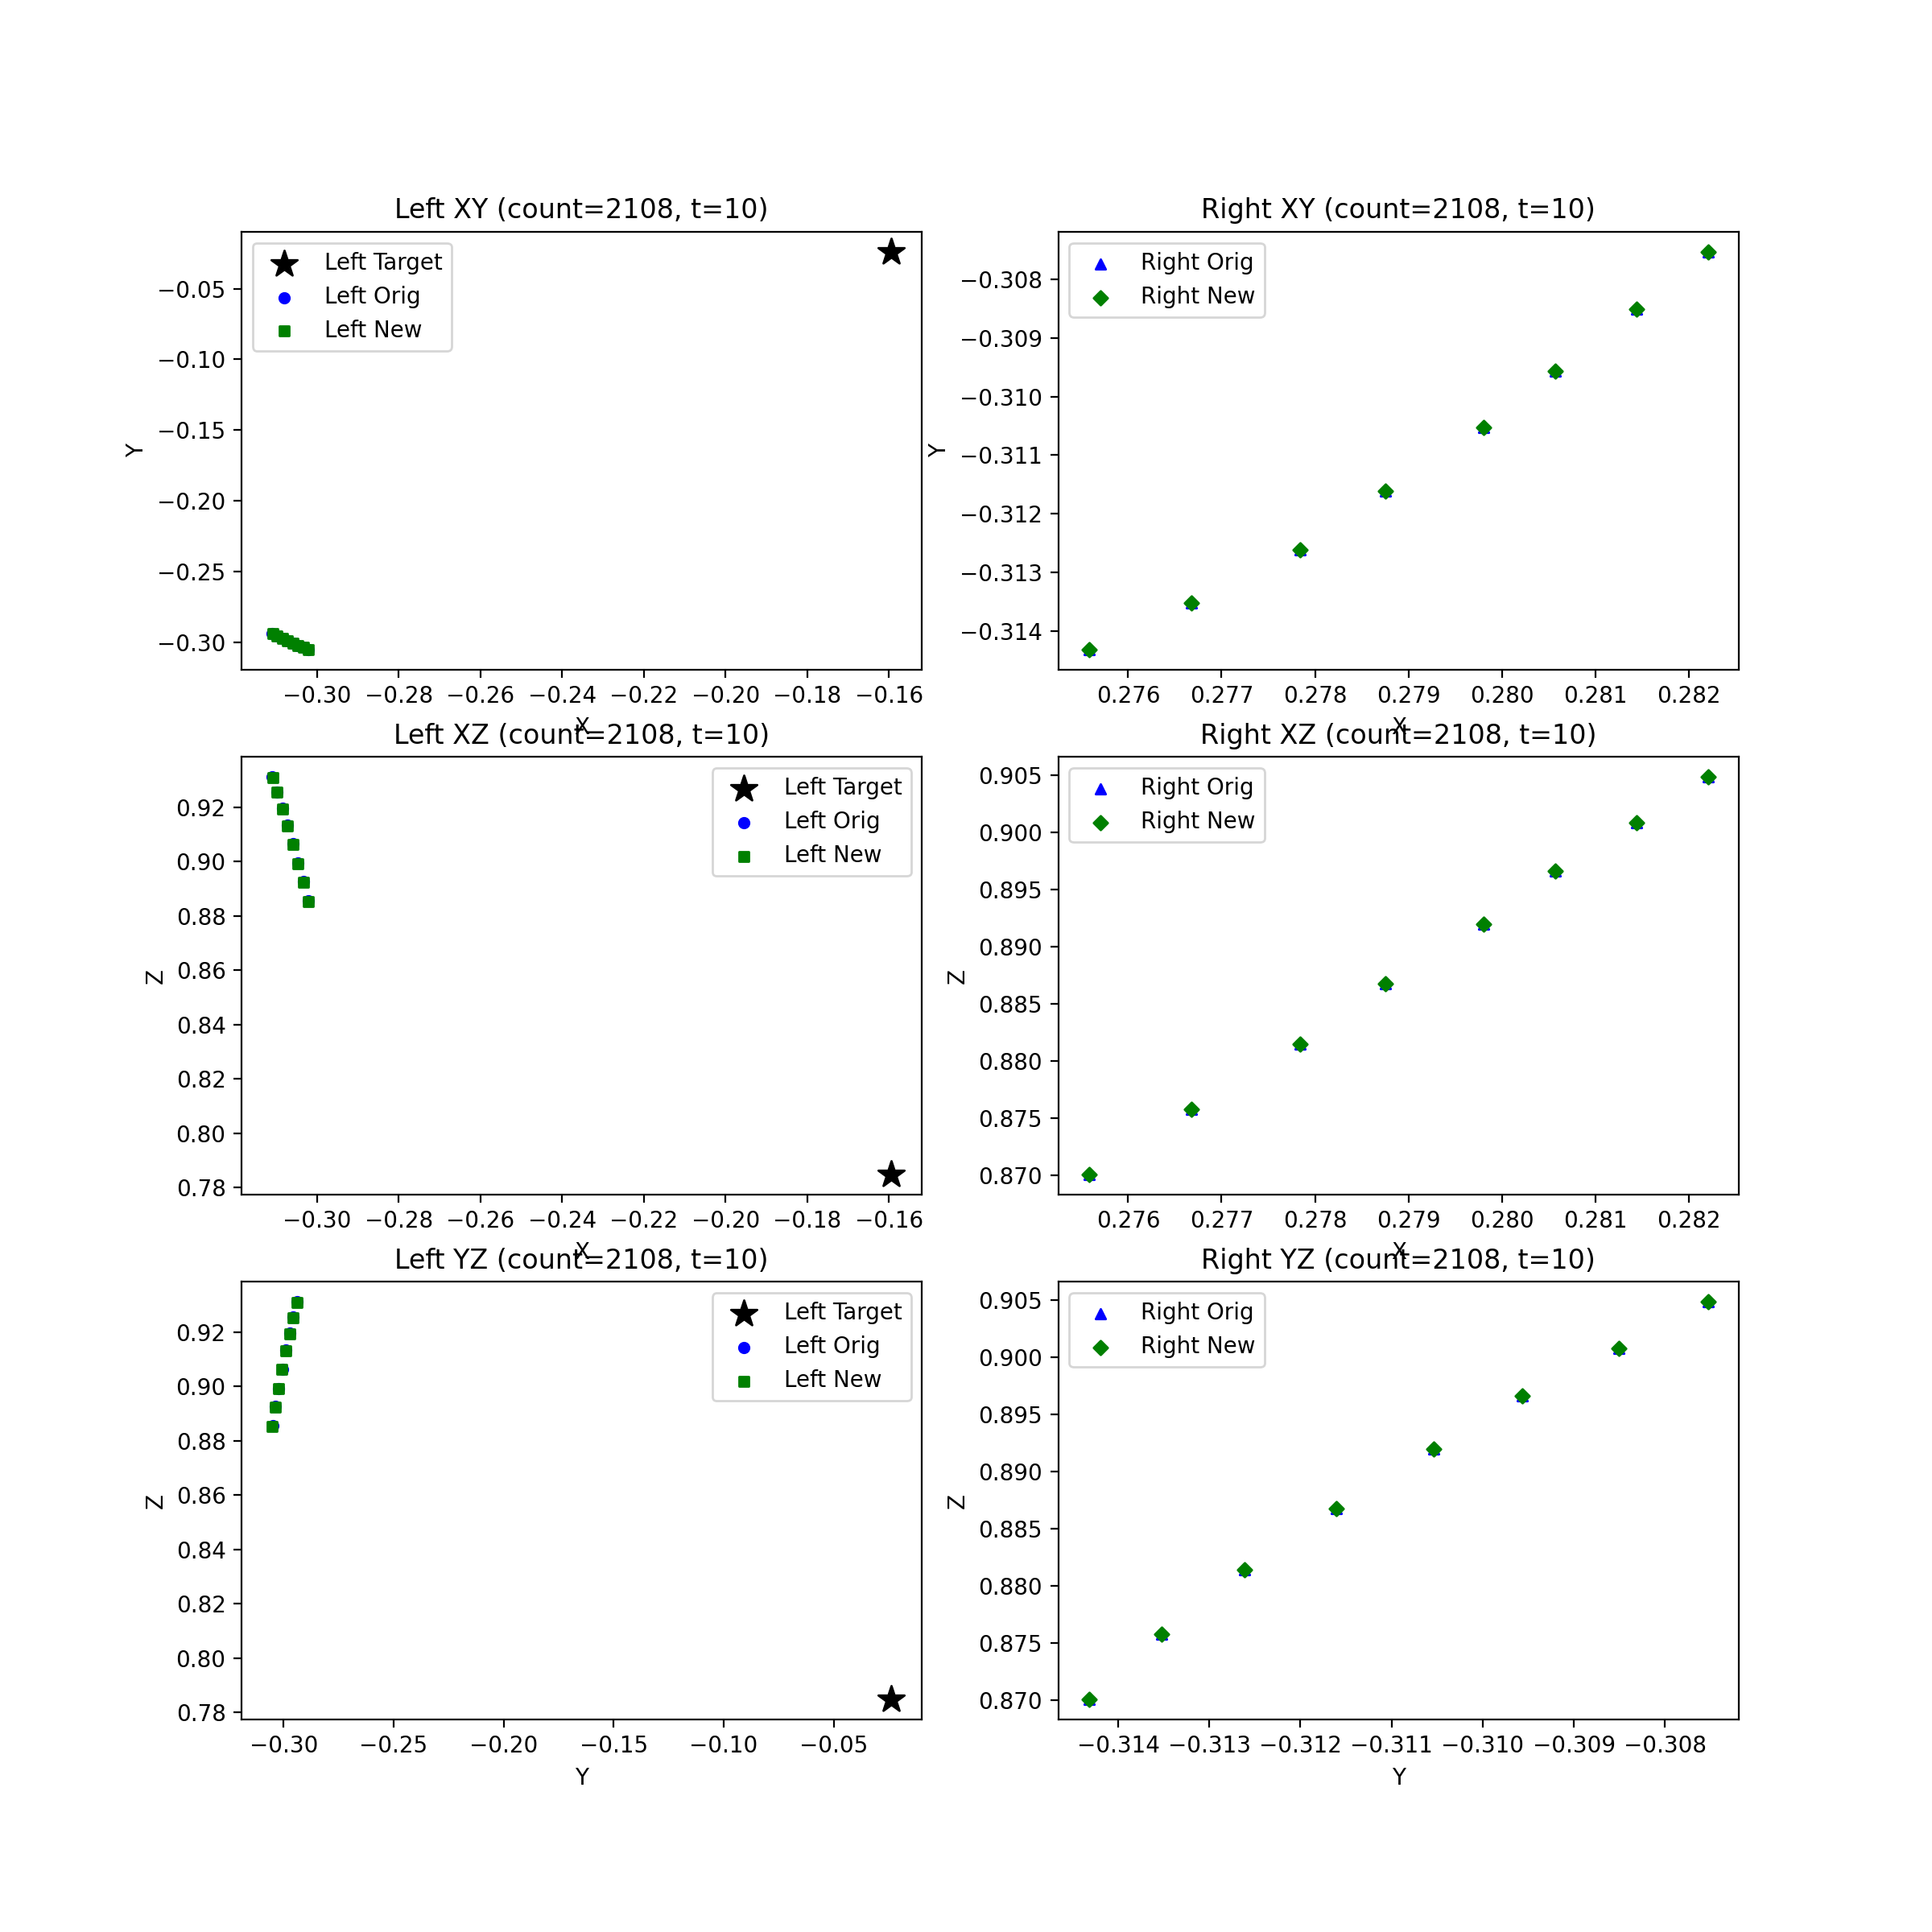 Left XY (count=2108, t=10)
Left Target
Left Orig
Left New
Y
−0.05
−0.10
−0.15
−0.20
−0.25
−0.30
−0.30 −0.28 −0.26 −0.24 −0.22 −0.20 −0.18 −0.16
X
Right XY (count=2108, t=10)
Right Orig
Right New
Y
−0.308
−0.309
−0.310
−0.311
−0.312
−0.313
−0.314
0.276 0.277 0.278 0.279 0.280 0.281 0.282
X
Left XZ (count=2108, t=10)
Left Target
Left Orig
Left New
Z
0.92
0.90
0.88
0.86
0.84
0.82
0.80
0.78
−0.30 −0.28 −0.26 −0.24 −0.22 −0.20 −0.18 −0.16
X
Right XZ (count=2108, t=10)
Right Orig
Right New
Z
0.905
0.900
0.895
0.890
0.885
0.880
0.875
0.870
0.276 0.277 0.278 0.279 0.280 0.281 0.282
X
Left YZ (count=2108, t=10)
Left Target
Left Orig
Left New
Z
0.92
0.90
0.88
0.86
0.84
0.82
0.80
0.78
−0.30 −0.25 −0.20 −0.15 −0.10 −0.05
Y
Right YZ (count=2108, t=10)
Right Orig
Right New
Z
0.905
0.900
0.895
0.890
0.885
0.880
0.875
0.870
−0.314 −0.313 −0.312 −0.311 −0.310 −0.309 −0.308
Y